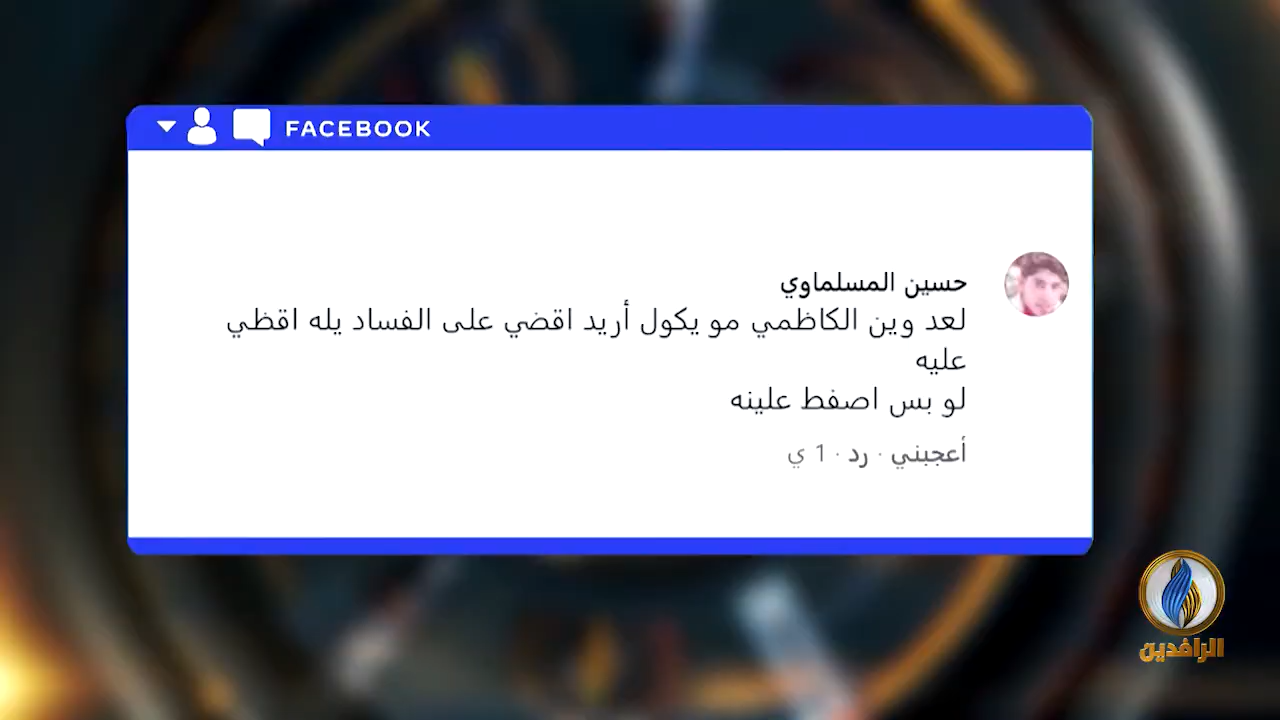 FACEBOOK
حسين المسلماوي
لعد وين الكاظمي مو يكول أريد اقضي على الفساد يله اقظي
عليه
لو بس اصفط علينه
أعجبني · رد · 1 ي
الرافدين